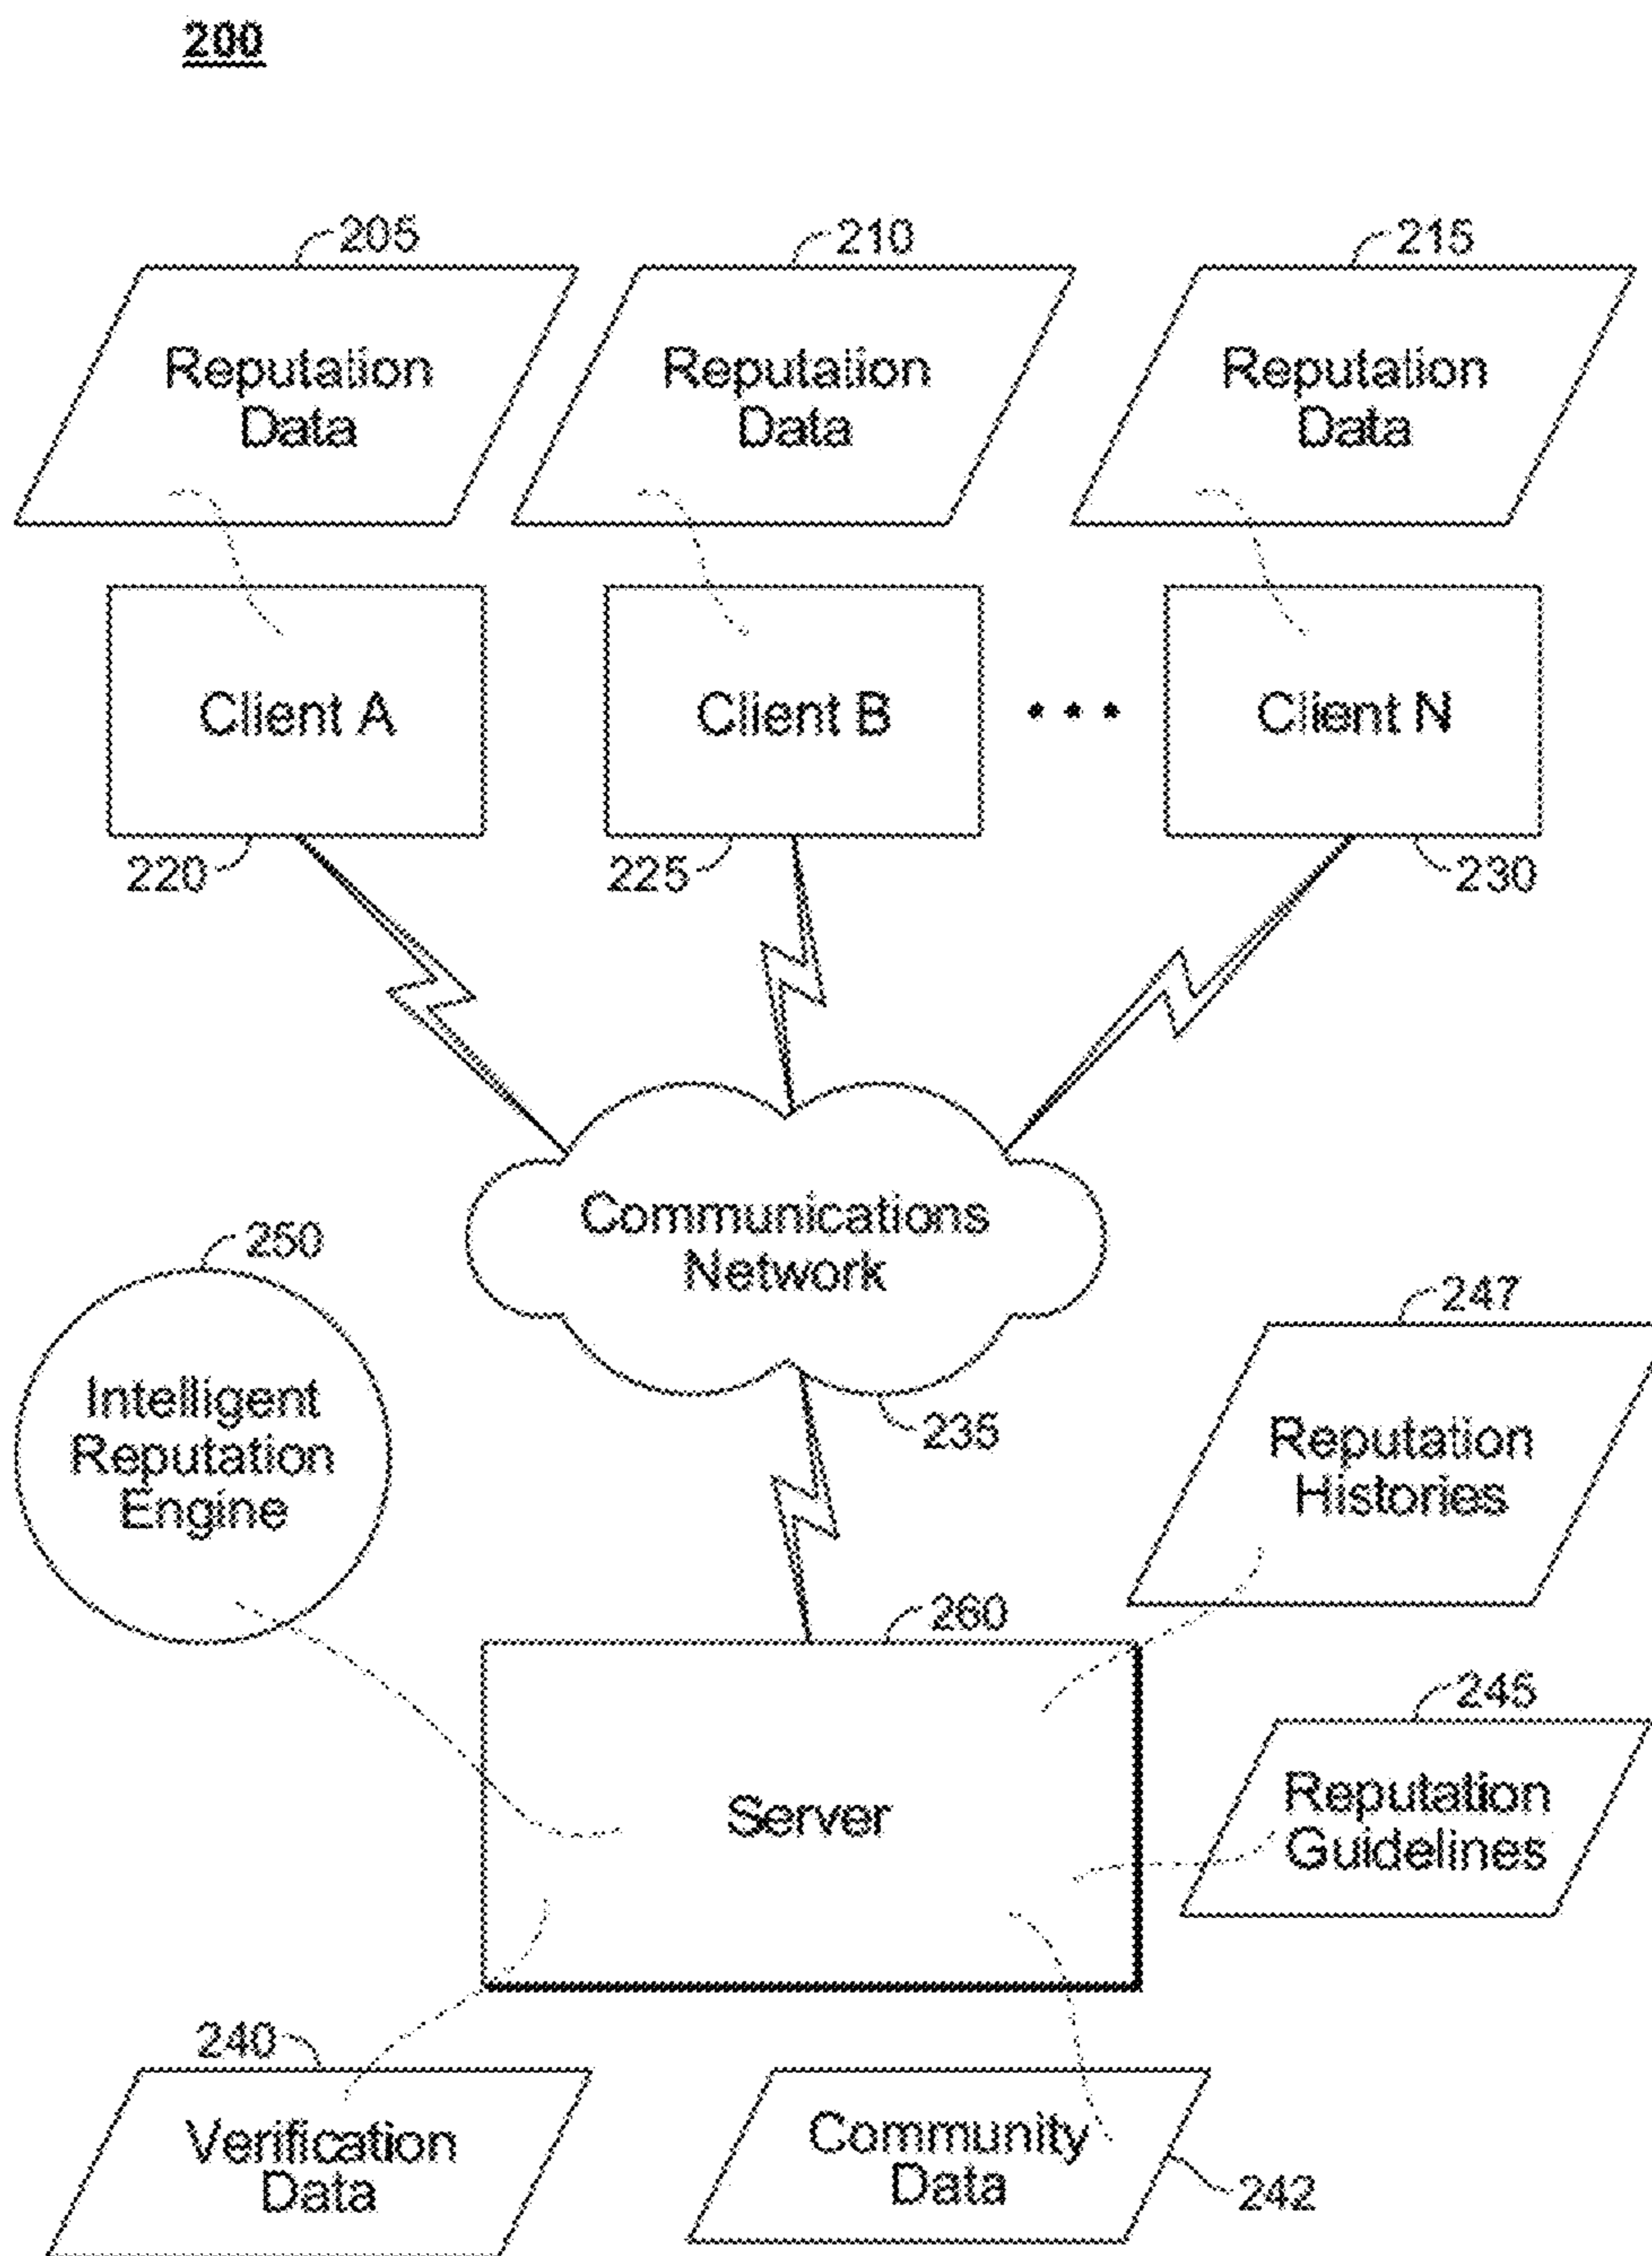 200
205
210
215
Reputation
Data
Reputation
Data
Reputation
Data
Client A
Client B
• • •
Client N
220
225
230
Communications
Network
235
250
Intelligent
Reputation
Engine
247
Reputation
Histories
260
Server
245
Reputation
Guidelines
240
Verification
Data
Community
Data
242